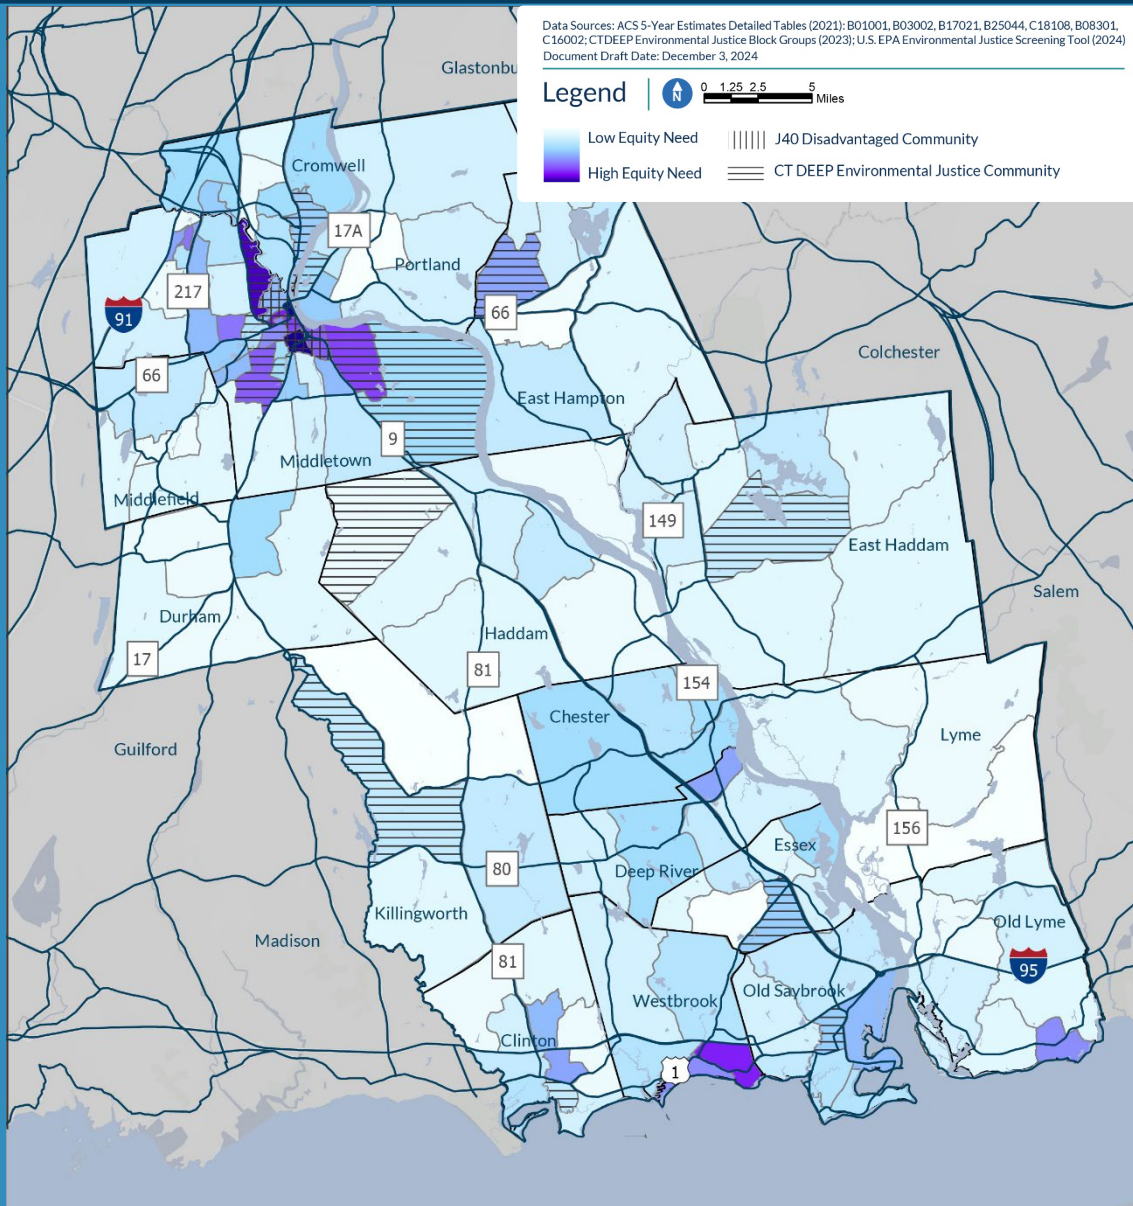 Data Sources: ACS 5-Year Estimates Detailed Tables (2021): B01001, B03002, B17021, B25044, C18108, B08301,
C16002; CTDEEP Environmental Justice Block Groups (2023); U.S. EPA Environmental Justice Screening Tool (2024)
Document Draft Date: December 3, 2024
Legend
N
0 1.25 2.5 5
Miles
Low Equity Need
J40 Disadvantaged Community
High Equity Need
CT DEEP Environmental Justice Community
Glastonbu
Cromwell
17A
Portland
217
91
66
Colchester
66
East Hampton
9
Middletown
Middlefield
149
East Haddam
Salem
Durham
Haddam
17
81
154
Chester
Guilford
Lyme
156
Essex
80
Deep River
Killingworth
Old Lyme
Madison
81
95
Old Saybrook
Westbrook
Clinton
1